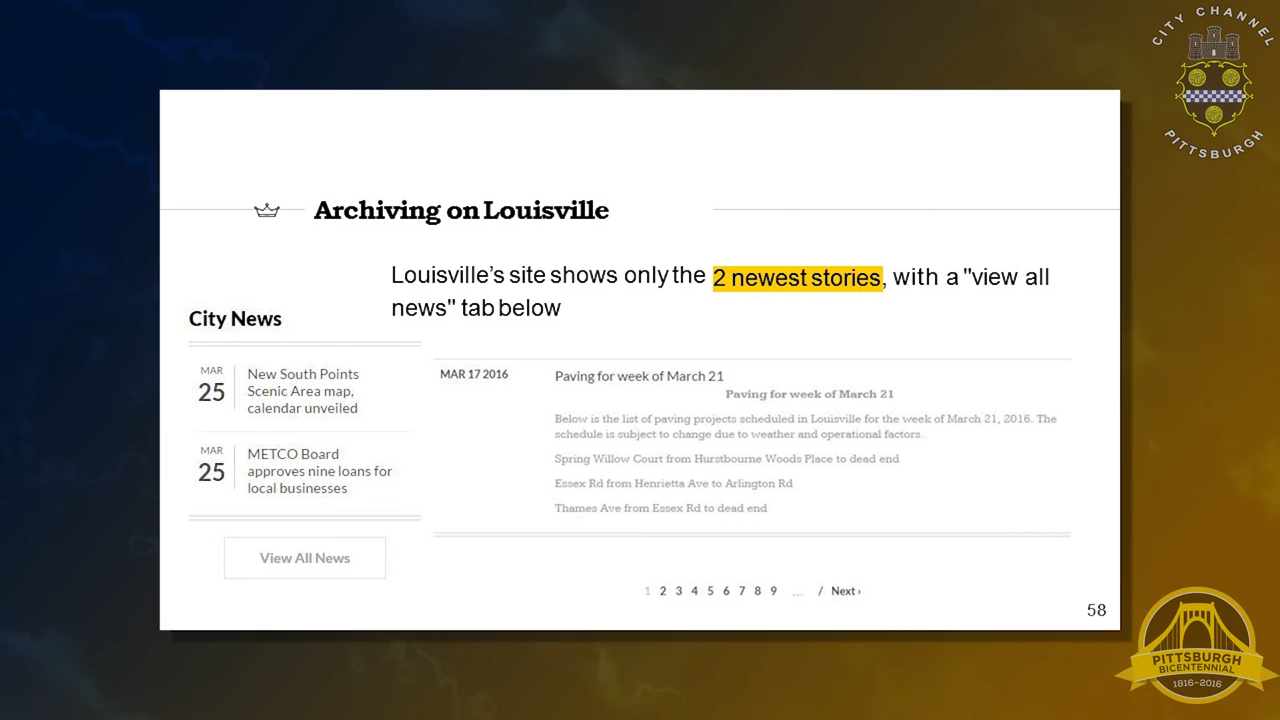 CITY CHANNEL
PITTSBURGH
Archiving on Louisville
Louisville's site shows only the 2 newest stories, with a "view all
news" tab below
City News
MAR
25
New South Points
Scenic Area map,
calendar unveiled
MAR
25
METCO Board
approves nine loans for
local businesses
View All News
MAR 17 2016
Paving for week of March 21
Paving for week of March 21
Below is the list of paving projects scheduled in Louisville for the week of March 21, 2016. The
schedule is subject to change due to weather and operational factors.
Spring Willow Court from Hurstbourne Woods Place to dead end
Essex Rd from Henrietta Ave to Arlington Rd
Thames Ave from Essex Rd to dead end
1 2 3 4 5 6 7 8 9 ... / Next ›
58
PITTSBURGH
BICENTENNIAL
1816-2016